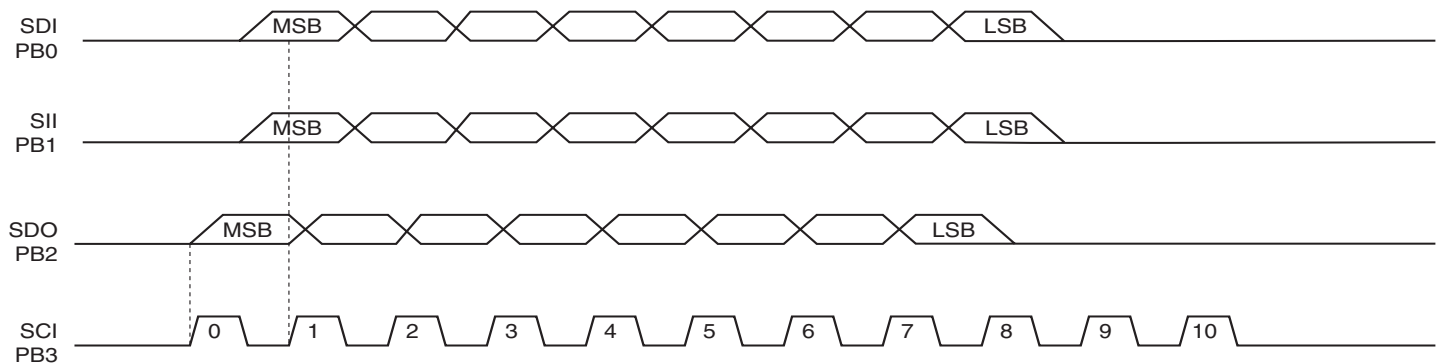 SDI
PB0
MSB LSB
SII
PB1
MSB LSB
SDO
PB2
MSB LSB
SCI
PB3
0 1 2 3 4 5 6 7 8 9 10